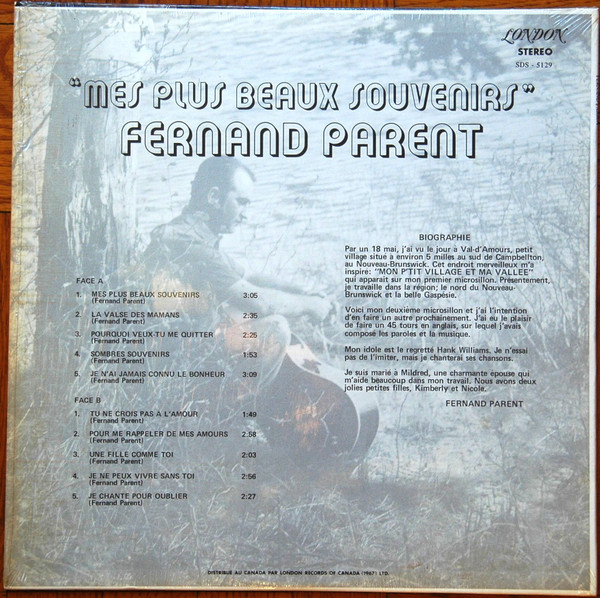 LONDON
STEREO
SDS - 5129
"MES PLUS BEAUX SOUVENIRS"
FERNAND PARENT
FACE A
1. MES PLUS BEAUX SOUVENIRS 3:05
(Fernand Parent)
2. LA VALSE DES MAMANS 2:35
(Fernand Parent)
3. POURQUOI VEUX-TU ME QUITTER 2:25
(Fernand Parent)
4. SOMBRES SOUVENIRS 1:53
(Fernand Parent)
5. JE N'AI JAMAIS CONNU LE BONHEUR 3:09
(Fernand Parent)
FACE B
1. TU NE CROIS PAS A L'AMOUR 1:49
(Fernand Parent)
2. POUR ME RAPPELER DE MES AMOURS 2:58
(Fernand Parent)
3. UNE FILLE COMME TOI 2:03
(Fernand Parent)
4. JE NE PEUX VIVRE SANS TOI 2:56
(Fernand Parent)
5. JE CHANTE POUR OUBLIER 2:27
(Fernand Parent)
BIOGRAPHIE
Par un 18 mai, j'ai vu le jour à Val-d'Amours, petit
village situé à environ 5 milles au sud de Campbellton,
au Nouveau-Brunswick. Cet endroit merveilleux m'a
inspiré: "MON P'TIT VILLAGE ET MA VALLEE"
qui apparait sur mon premier microsillon. Présentement,
je travaille dans la région; le nord du Nouveau-
Brunswick et la belle Gaspésie.
Voici mon deuxième microsillon et j'ai l'intention
d'en faire un autre prochainement. J'ai eu le plaisir
de faire un 45 tours en anglais, sur lequel j'avais
composé les paroles et la musique.
Mon idole est le regretté Hank Williams. Je n'essai
pas de l'imiter, mais je chanterai ses chansons.
Je suis marié à Mildred, une charmante épouse qui
m'aide beaucoup dans mon travail. Nous avons deux
jolies petites filles, Kimberly et Nicole.
FERNAND PARENT
DISTRIBUÉ AU CANADA PAR LONDON RECORDS OF CANADA (1967) LTD.